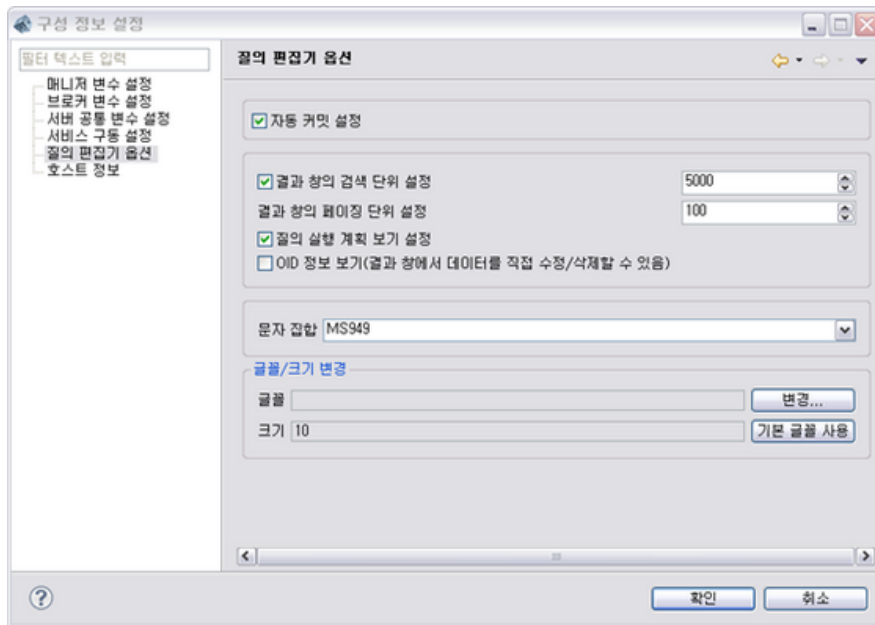 구성 정보 설정
필터 텍스트 입력
매니저 변수 설정
브로커 변수 설정
서버 공통 변수 설정
서비스 구동 설정
질의 편집기 옵션
호스트 정보
질의 편집기 옵션
자동 커밋 설정
결과 창의 검색 단위 설정 5000
결과 창의 페이징 단위 설정 100
질의 실행 계획 보기 설정
OID 정보 보기(결과 창에서 데이터를 직접 수정/삭제할 수 있음)
문자 집합 MS949
글꼴/크기 변경
글꼴 변경...
크기 10 기본 글꼴 사용
확인 취소